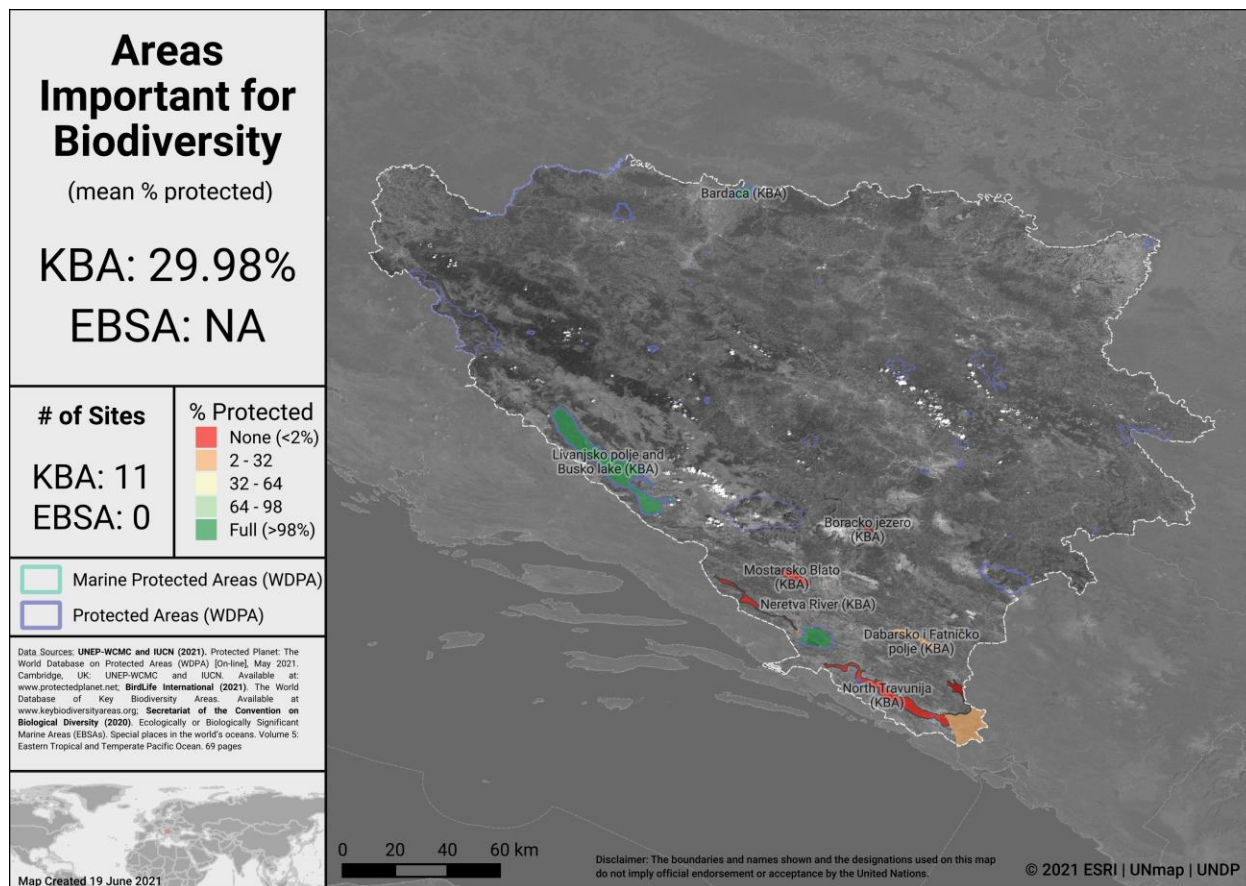 Areas
Important for
Biodiversity
(mean % protected)
KBA: 29.98%
EBSA: NA
# of Sites
KBA: 11
EBSA: 0
% Protected
None (<2%)
2 - 32
32 - 64
64 - 98
Full (>98%)
Marine Protected Areas (WDPA)
Protected Areas (WDPA)
Data Sources: UNEP-WCMC and IUCN (2021). Protected Planet: The
World Database on Protected Areas (WDPA) [On-line], May 2021.
Cambridge, UK: UNEP-WCMC and IUCN. Available at:
www.protectedplanet.net; BirdLife International (2021). The World
Database of Key Biodiversity Areas. Available at
www.keybiodiversityareas.org; Secretariat of the Convention on
Biological Diversity (2020). Ecologically or Biologically Significant
Marine Areas (EBSAs). Special places in the world's oceans. Volume 5:
Eastern Tropical and Temperate Pacific Ocean. 69 pages
Map Created 19 June 2021
Bardaca (KBA)
Livanjsko polje and
Busko lake (KBA)
Boracko jezero
(KBA)
Mostarsko Blato
(KBA)
Neretva River (KBA)
Dabarsko i Fatničko
polje (KBA)
North Travunija
(KBA)
0 20 40 60 km
Disclaimer: The boundaries and names shown and the designations used on this map
do not imply official endorsement or acceptance by the United Nations.
© 2021 ESRI | UNmap | UNDP